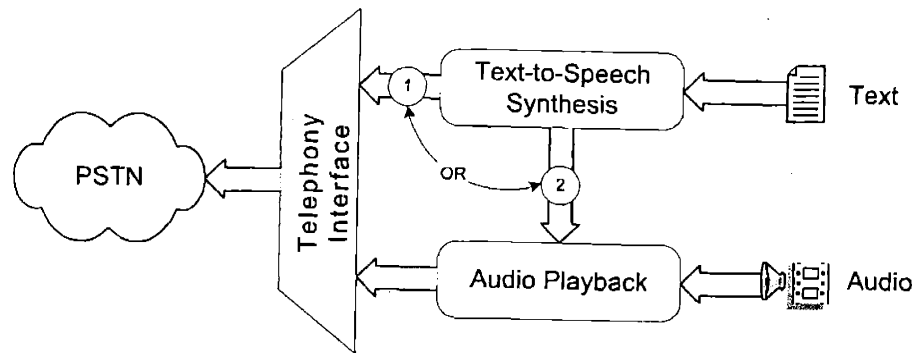 Text-to-Speech
Synthesis
Text
1
PSTN
Telephony
Interface
OR
2
Audio Playback
Audio